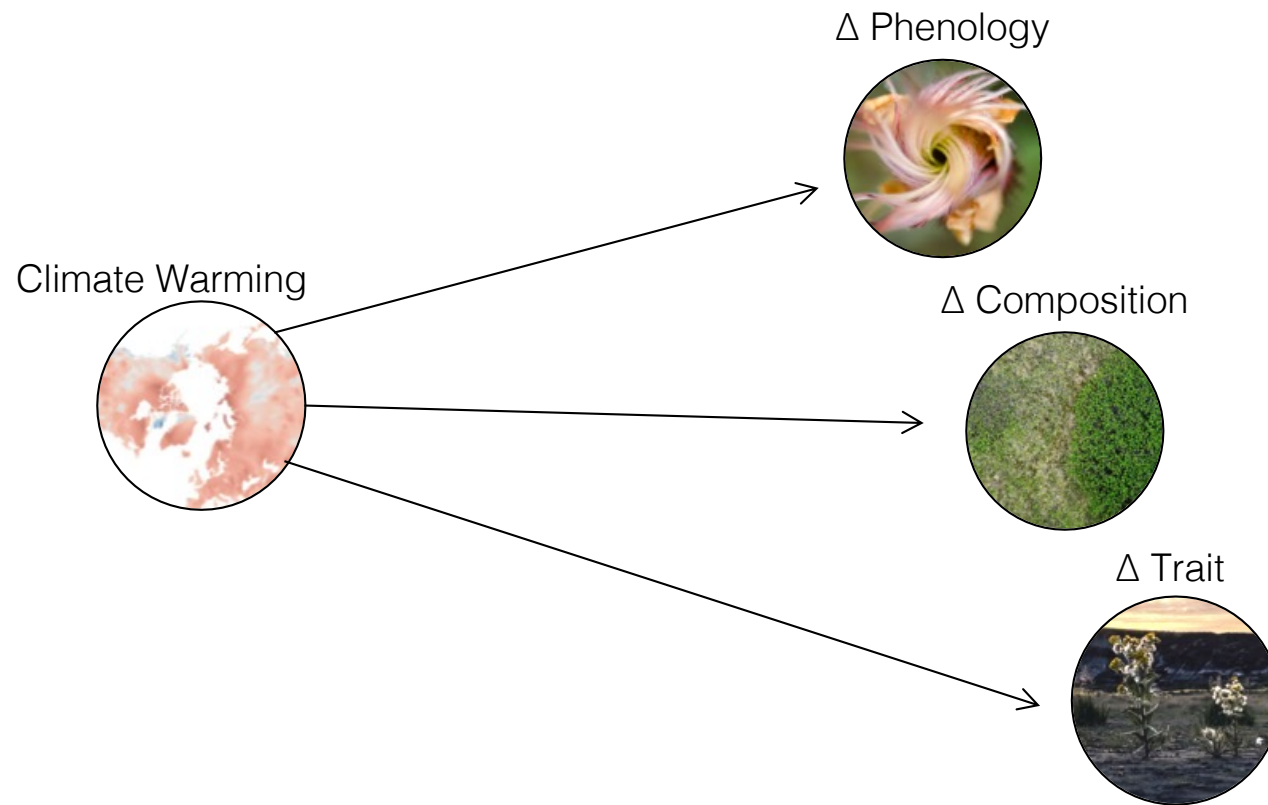 Δ Phenology
Climate Warming
Δ Composition
Δ Trait